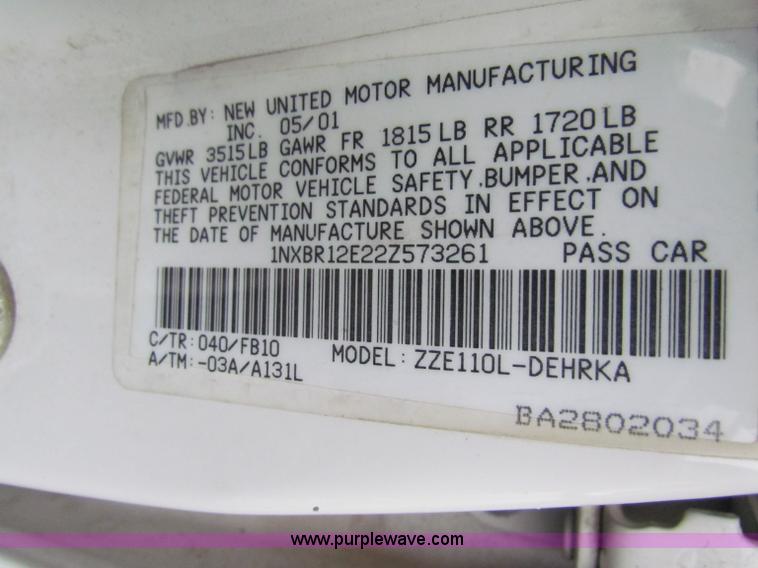 MFD.BY: NEW UNITED MOTOR MANUFACTURING
INC. 05/01
GVWR 3515LB GAWR FR 1815LB RR 1720LB
THIS VEHICLE CONFORMS TO ALL APPLICABLE
FEDERAL MOTOR VEHICLE SAFETY,BUMPER,AND
THEFT PREVENTION STANDARDS IN EFFECT ON
THE DATE OF MANUFACTURE SHOWN ABOVE.
1NXBR12E22Z573261 PASS CAR
C/TR:040/FB10
A/TM:-03A/A131L
MODEL:ZZE110L-DEHRKA
BA2802034
www.purplewave.com